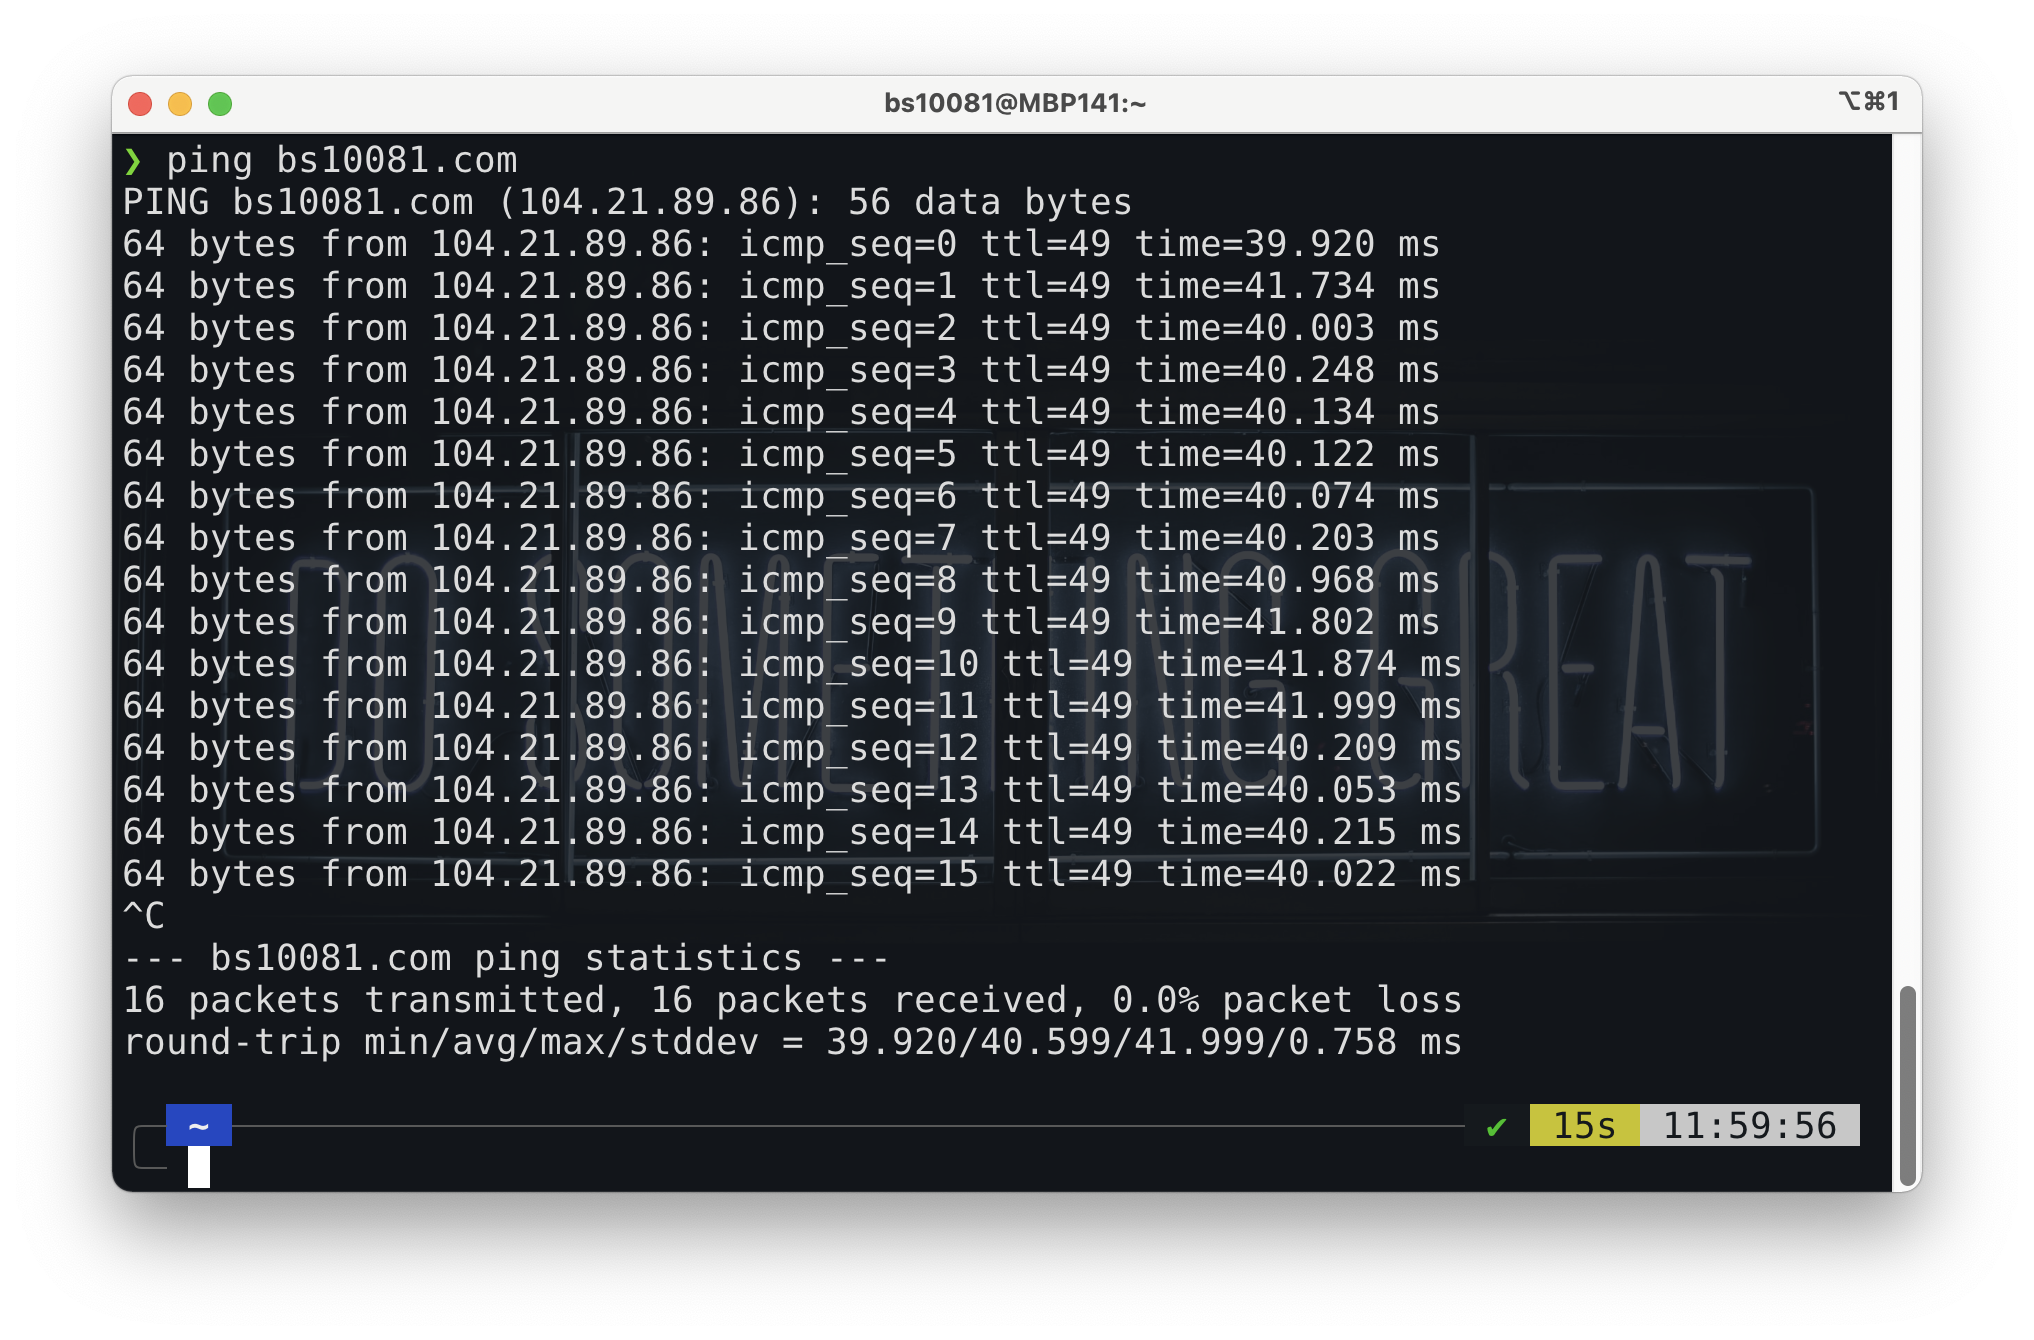 bs10081@MBP141:~
⌥⌘1
❯ ping bs10081.com
PING bs10081.com (104.21.89.86): 56 data bytes
64 bytes from 104.21.89.86: icmp_seq=0 ttl=49 time=39.920 ms
64 bytes from 104.21.89.86: icmp_seq=1 ttl=49 time=41.734 ms
64 bytes from 104.21.89.86: icmp_seq=2 ttl=49 time=40.003 ms
64 bytes from 104.21.89.86: icmp_seq=3 ttl=49 time=40.248 ms
64 bytes from 104.21.89.86: icmp_seq=4 ttl=49 time=40.134 ms
64 bytes from 104.21.89.86: icmp_seq=5 ttl=49 time=40.122 ms
64 bytes from 104.21.89.86: icmp_seq=6 ttl=49 time=40.074 ms
64 bytes from 104.21.89.86: icmp_seq=7 ttl=49 time=40.203 ms
64 bytes from 104.21.89.86: icmp_seq=8 ttl=49 time=40.968 ms
64 bytes from 104.21.89.86: icmp_seq=9 ttl=49 time=41.802 ms
64 bytes from 104.21.89.86: icmp_seq=10 ttl=49 time=41.874 ms
64 bytes from 104.21.89.86: icmp_seq=11 ttl=49 time=41.999 ms
64 bytes from 104.21.89.86: icmp_seq=12 ttl=49 time=40.209 ms
64 bytes from 104.21.89.86: icmp_seq=13 ttl=49 time=40.053 ms
64 bytes from 104.21.89.86: icmp_seq=14 ttl=49 time=40.215 ms
64 bytes from 104.21.89.86: icmp_seq=15 ttl=49 time=40.022 ms
^C
--- bs10081.com ping statistics ---
16 packets transmitted, 16 packets received, 0.0% packet loss
round-trip min/avg/max/stddev = 39.920/40.599/41.999/0.758 ms
~ ✔ 15s 11:59:56
DO SOMETHING GREAT